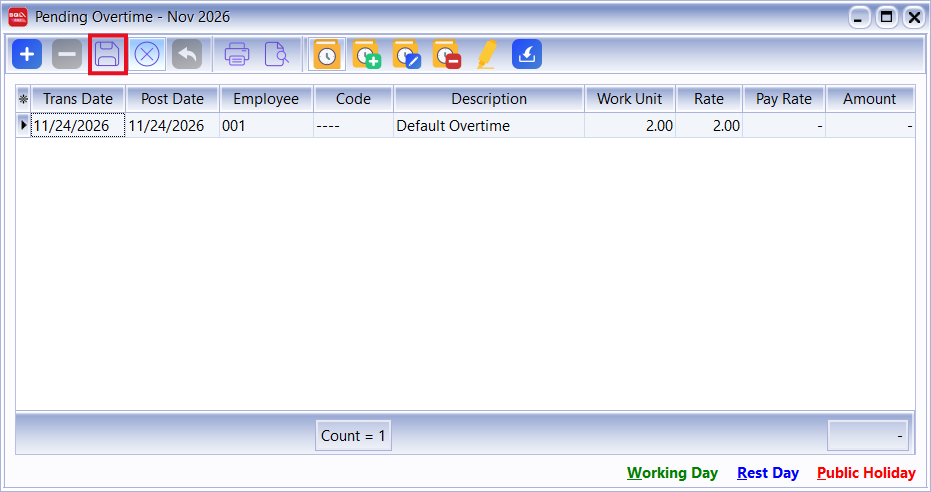 Pending Overtime - Nov 2026
Trans Date Post Date Employee Code Description Work Unit Rate Pay Rate Amount
11/24/2026 11/24/2026 001 ---- Default Overtime 2.00 2.00 - -
Count = 1 -
Working Day Rest Day Public Holiday